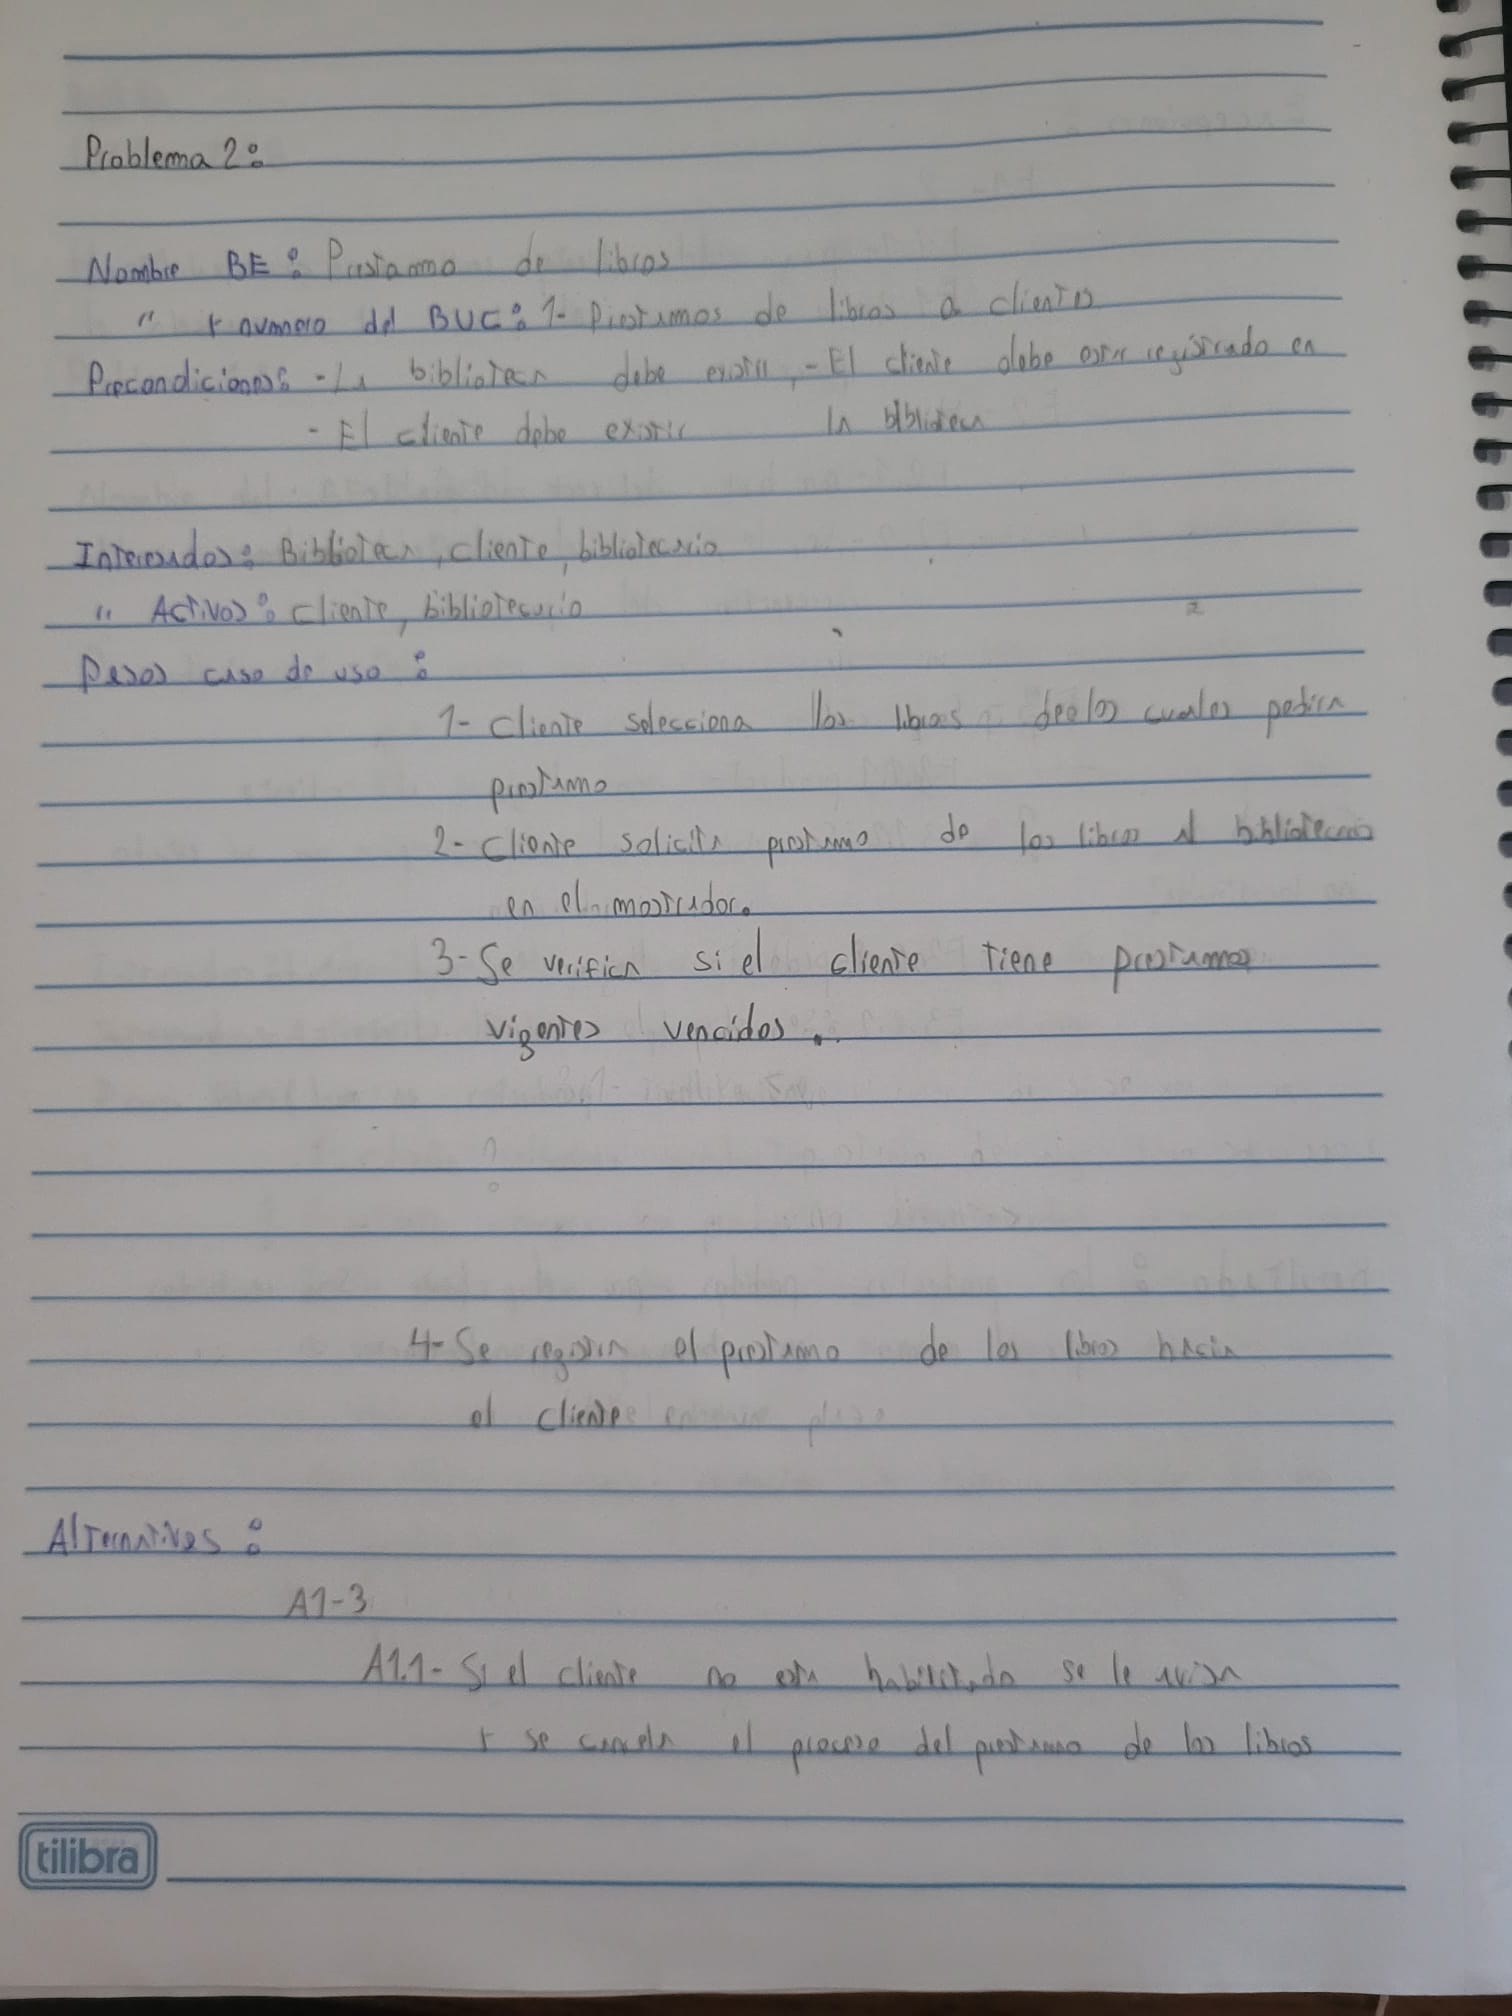 Problema 2:
Nombre BE: Prestamo de libros
" + numero del BUC: 1- Prestamos de libros a clientes
Precondiciones: - La biblioteca debe existir, - El cliente debe estar registrado en
- El cliente debe existir la biblioteca
Interesados: Biblioteca, cliente, bibliotecario
" Activos: cliente, bibliotecario
Pasos caso de uso:
1- Cliente selecciona los libros de los cuales pedira
prestamo
2- Cliente solicita prestamo de los libros al bibliotecario
en el mostrador.
3- Se verifica si el cliente tiene prestamos
vigentes vencidos.
4- Se registra el prestamo de los libros hacia
el cliente
Alternativas:
A1-3
A1.1- Si el cliente no esta habilitado se le avisa
+ se cancela el proceso del prestamo de los libros
tilibra